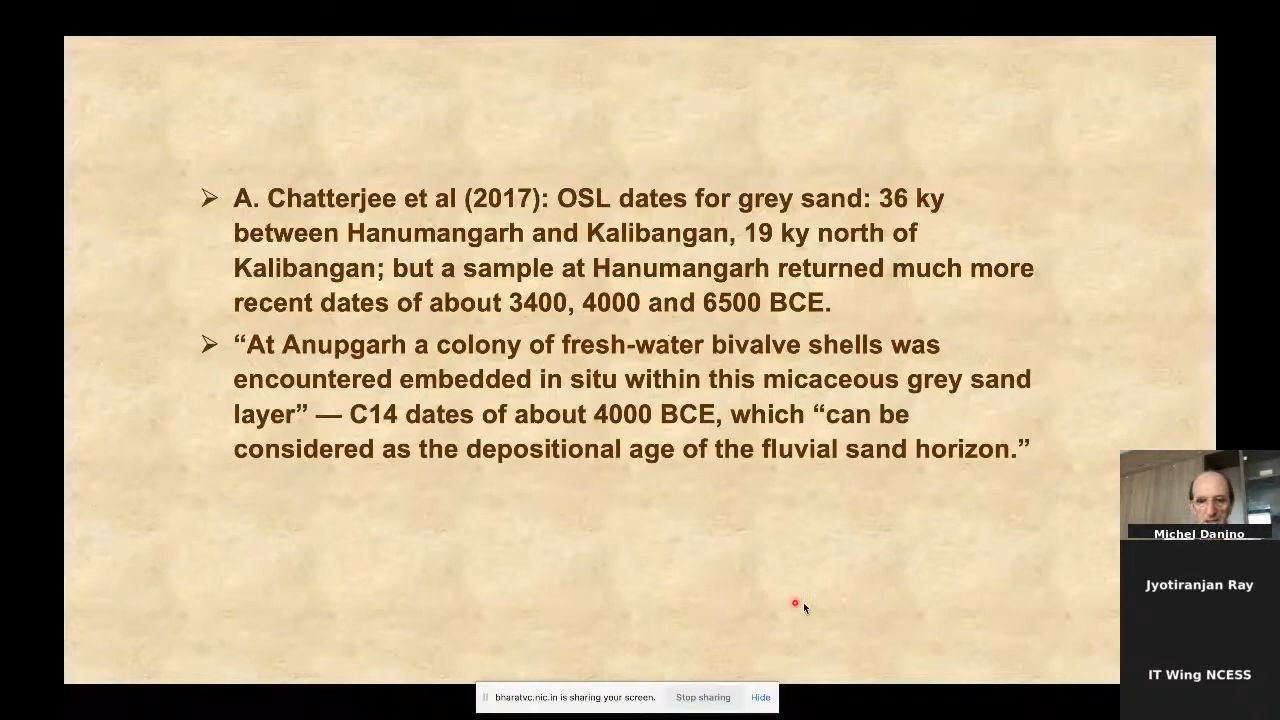 A. Chatterjee et al (2017): OSL dates for grey sand: 36 ky
between Hanumangarh and Kalibangan, 19 ky north of
Kalibangan; but a sample at Hanumangarh returned much more
recent dates of about 3400, 4000 and 6500 BCE.
“At Anupgarh a colony of fresh-water bivalve shells was
encountered embedded in situ within this micaceous grey sand
layer” — C14 dates of about 4000 BCE, which “can be
considered as the depositional age of the fluvial sand horizon.”
Michel Danino
Jyotiranjan Ray
IT Wing NCESS
bharatvc.nic.in is sharing your screen. Stop sharing Hide